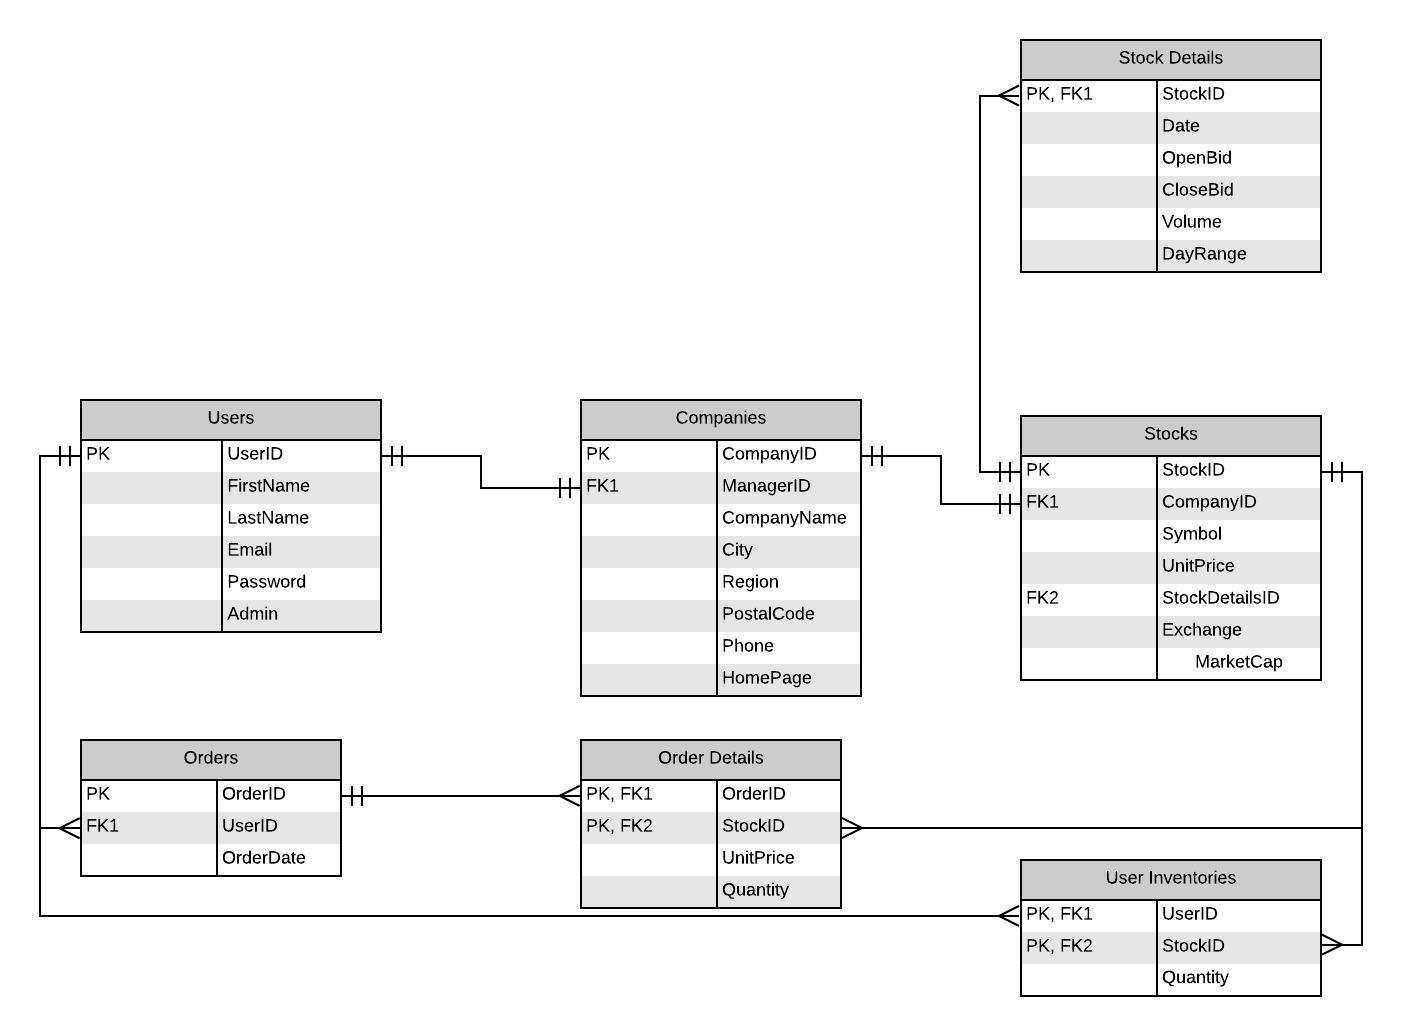 Stock Details
PK, FK1 StockID
Date
OpenBid
CloseBid
Volume
DayRange
Users
PK UserID
FirstName
LastName
Email
Password
Admin
Companies
PK CompanyID
FK1 ManagerID
CompanyName
City
Region
PostalCode
Phone
HomePage
Stocks
PK StockID
FK1 CompanyID
Symbol
UnitPrice
FK2 StockDetailsID
Exchange
MarketCap
Orders
PK OrderID
FK1 UserID
OrderDate
Order Details
PK, FK1 OrderID
PK, FK2 StockID
UnitPrice
Quantity
User Inventories
PK, FK1 UserID
PK, FK2 StockID
Quantity